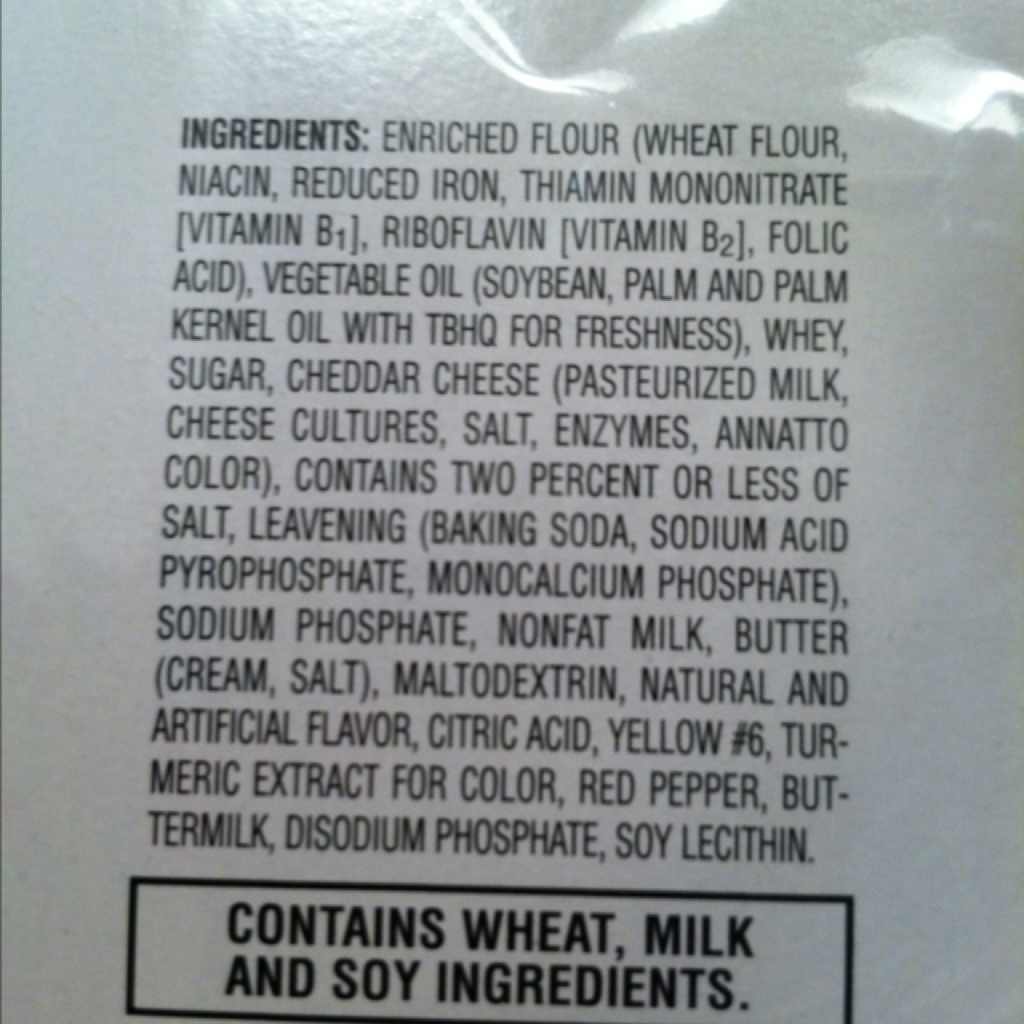 INGREDIENTS: ENRICHED FLOUR (WHEAT FLOUR,
NIACIN, REDUCED IRON, THIAMIN MONONITRATE
[VITAMIN B1], RIBOFLAVIN [VITAMIN B2], FOLIC
ACID), VEGETABLE OIL (SOYBEAN, PALM AND PALM
KERNEL OIL WITH TBHQ FOR FRESHNESS), WHEY,
SUGAR, CHEDDAR CHEESE (PASTEURIZED MILK,
CHEESE CULTURES, SALT, ENZYMES, ANNATTO
COLOR), CONTAINS TWO PERCENT OR LESS OF
SALT, LEAVENING (BAKING SODA, SODIUM ACID
PYROPHOSPHATE, MONOCALCIUM PHOSPHATE),
SODIUM PHOSPHATE, NONFAT MILK, BUTTER
(CREAM, SALT), MALTODEXTRIN, NATURAL AND
ARTIFICIAL FLAVOR, CITRIC ACID, YELLOW #6, TUR-
MERIC EXTRACT FOR COLOR, RED PEPPER, BUT-
TERMILK, DISODIUM PHOSPHATE, SOY LECITHIN.
CONTAINS WHEAT, MILK
AND SOY INGREDIENTS.